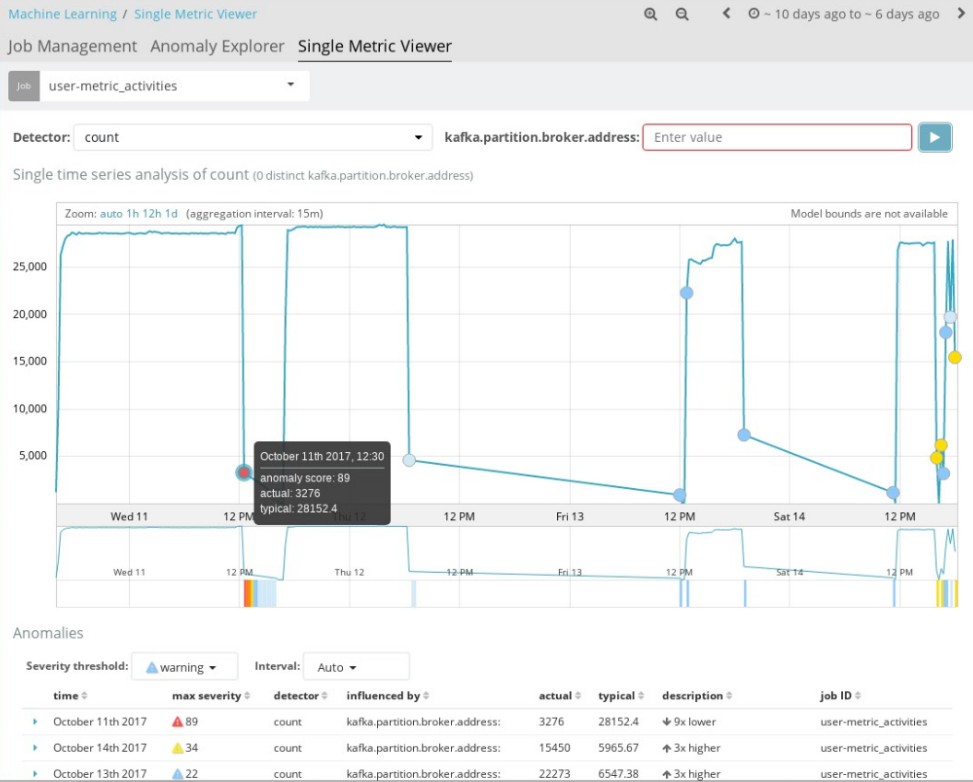 Machine Learning / Single Metric Viewer
~ 10 days ago to ~ 6 days ago
Job Management Anomaly Explorer Single Metric Viewer
Job user-metric_activities
Detector: count kafka.partition.broker.address: Enter value
Single time series analysis of count (0 distinct kafka.partition.broker.address)
Zoom: auto 1h 12h 1d (aggregation interval: 15m) Model bounds are not available
25,000
20,000
15,000
10,000
5,000
October 11th 2017, 12:30
anomaly score: 89
actual: 3276
typical: 28152.4
Wed 11 12 PM Thu 12 12 PM Fri 13 12 PM Sat 14 12 PM
Wed 11 12 PM Thu 12 12 PM Fri 13 12 PM Sat 14 12 PM
Anomalies
Severity threshold: warning Interval: Auto
time max severity detector influenced by actual typical description job ID
October 11th 2017 89 count kafka.partition.broker.address: 3276 28152.4 9x lower user-metric_activities
October 14th 2017 34 count kafka.partition.broker.address: 15450 5965.67 3x higher user-metric_activities
October 13th 2017 22 count kafka.partition.broker.address: 22273 6547.38 3x higher user-metric_activities